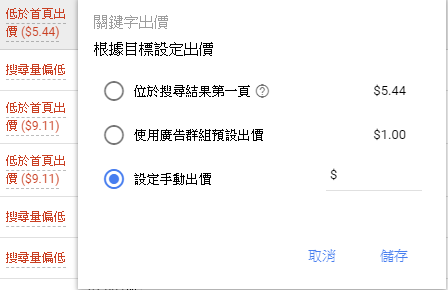 低於首頁出
價 ($5.44)
搜尋量偏低
低於首頁出
價 ($9.11)
低於首頁出
價 ($9.11)
搜尋量偏低
搜尋量偏低
關鍵字出價
根據目標設定出價
位於搜尋結果第一頁 ? $5.44
使用廣告群組預設出價 $1.00
設定手動出價 $
取消 儲存